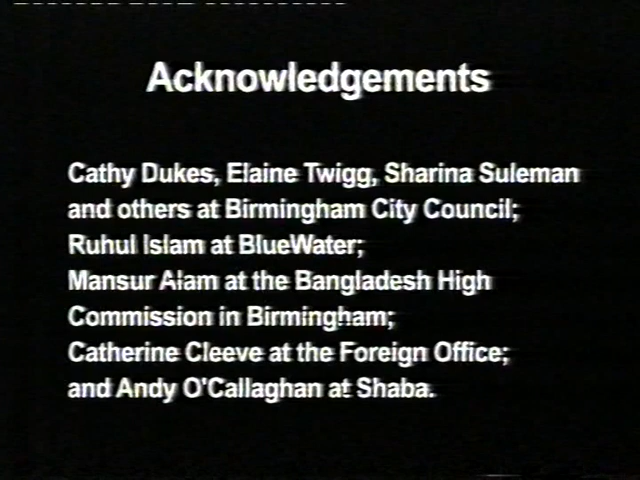 Acknowledgements
Cathy Dukes, Elaine Twigg, Sharina Suleman
and others at Birmingham City Council;
Ruhul Islam at BlueWater;
Mansur Alam at the Bangladesh High
Commission in Birmingham;
Catherine Cleeve at the Foreign Office;
and Andy O'Callaghan at Shaba.